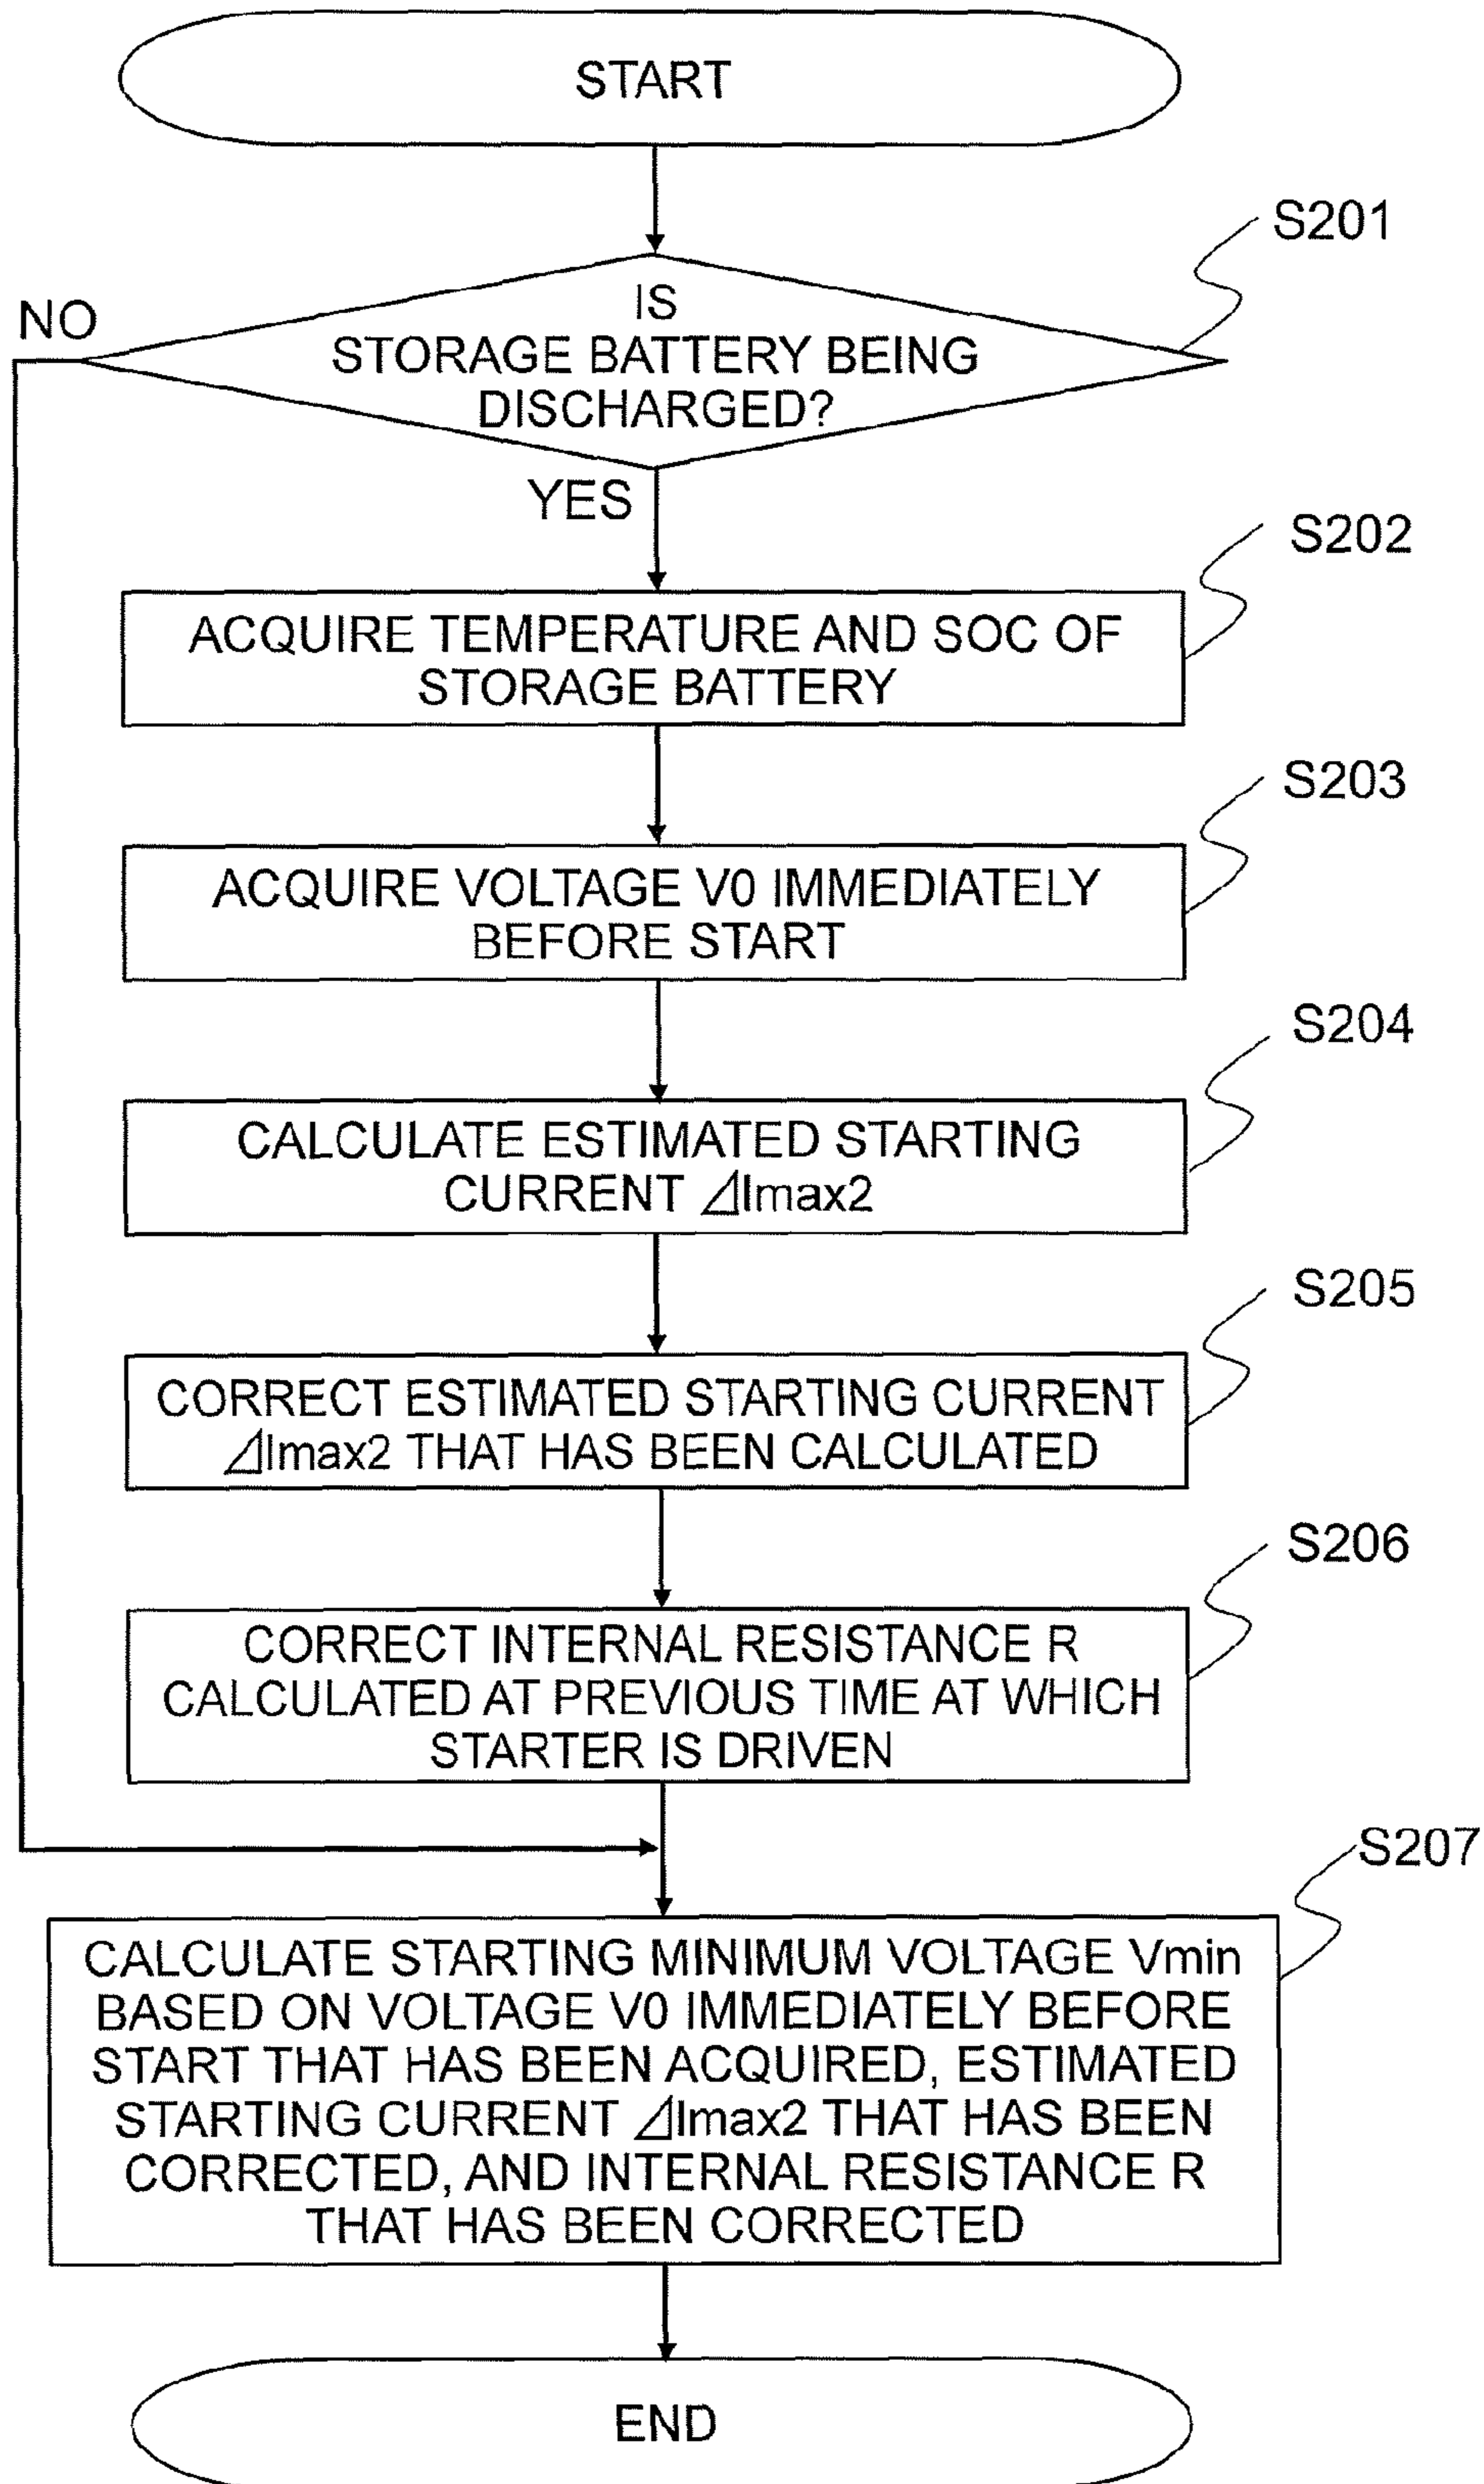 START
S201
NO
IS
STORAGE BATTERY BEING
DISCHARGED?
YES
S202
ACQUIRE TEMPERATURE AND SOC OF
STORAGE BATTERY
S203
ACQUIRE VOLTAGE V0 IMMEDIATELY
BEFORE START
S204
CALCULATE ESTIMATED STARTING
CURRENT ⊿Imax2
S205
CORRECT ESTIMATED STARTING CURRENT
⊿Imax2 THAT HAS BEEN CALCULATED
S206
CORRECT INTERNAL RESISTANCE R
CALCULATED AT PREVIOUS TIME AT WHICH
STARTER IS DRIVEN
S207
CALCULATE STARTING MINIMUM VOLTAGE Vmin
BASED ON VOLTAGE V0 IMMEDIATELY BEFORE
START THAT HAS BEEN ACQUIRED, ESTIMATED
STARTING CURRENT ⊿Imax2 THAT HAS BEEN
CORRECTED, AND INTERNAL RESISTANCE R
THAT HAS BEEN CORRECTED
END